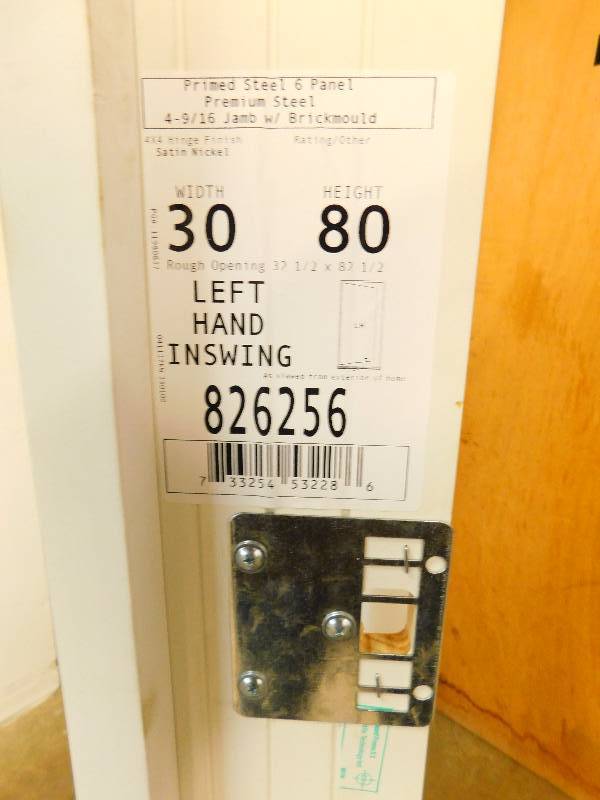 Primed Steel 6 Panel
Premium Steel
4-9/16 Jamb w/ Brickmould
4X4 Hinge Finish Rating/Other
Satin Nickel
WIDTH HEIGHT
30 80
Rough Opening 32 1/2 x 82 1/2
LEFT
HAND
INSWING
LH
As viewed from exterior of home
826256
7 33254 53228 6